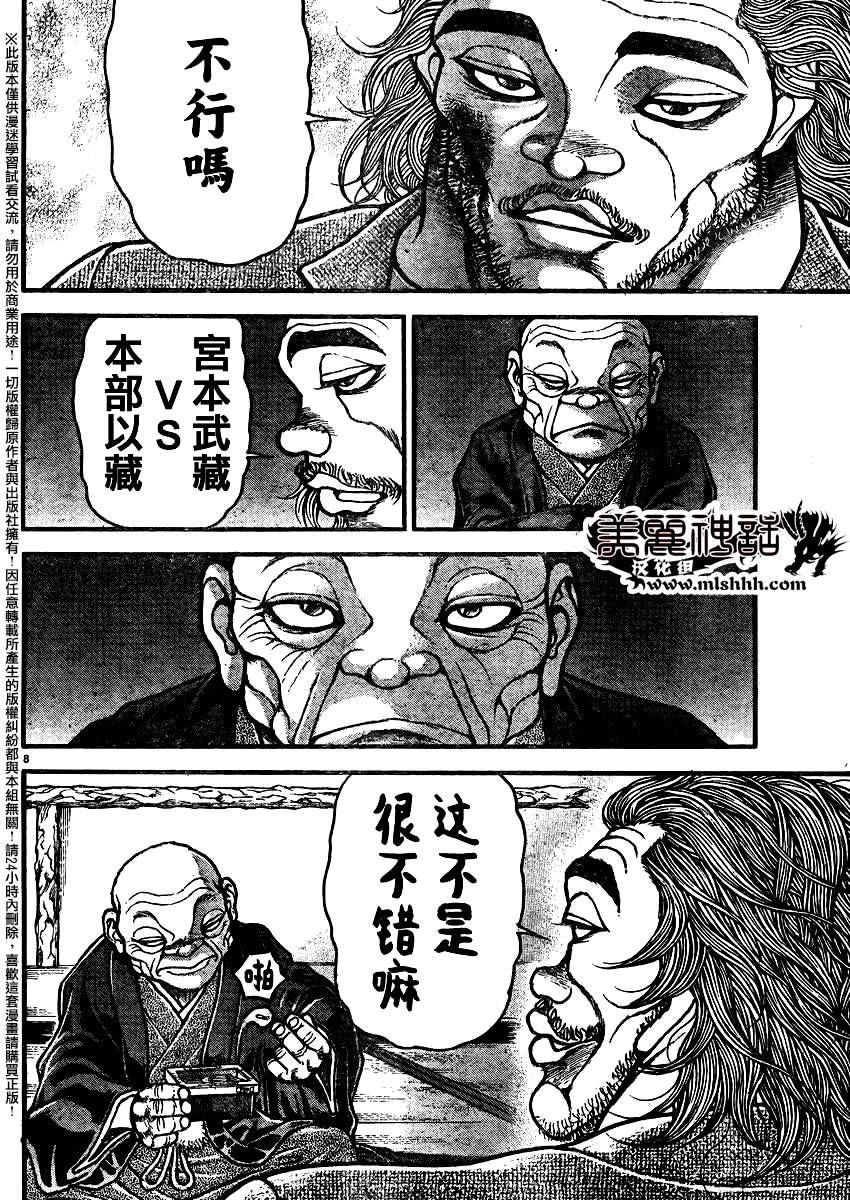 ※此版本僅供漫迷學習試看交流，請勿用於商業用途！一切版權歸原作者與出版社擁有！因任意轉載所產生的版權糾紛都與本組無關！請24小時內刪除，喜歡這套漫畫請購買正版！
不行嗎
宮本武藏
VS
本部以藏
美麗神話
汉化组
www.mlshhh.com
8
这不是
很不错嘛
啪